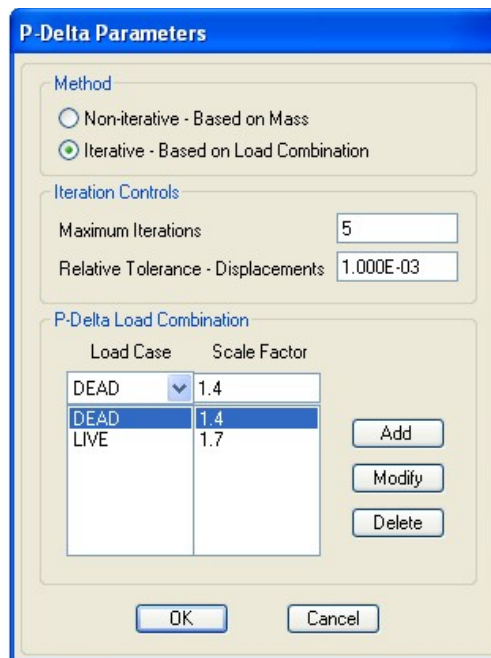 P-Delta Parameters
Method
Non-iterative - Based on Mass
Iterative - Based on Load Combination
Iteration Controls
Maximum Iterations 5
Relative Tolerance - Displacements 1.000E-03
P-Delta Load Combination
Load Case Scale Factor
DEAD 1.4
DEAD 1.4
LIVE 1.7
Add
Modify
Delete
OK Cancel